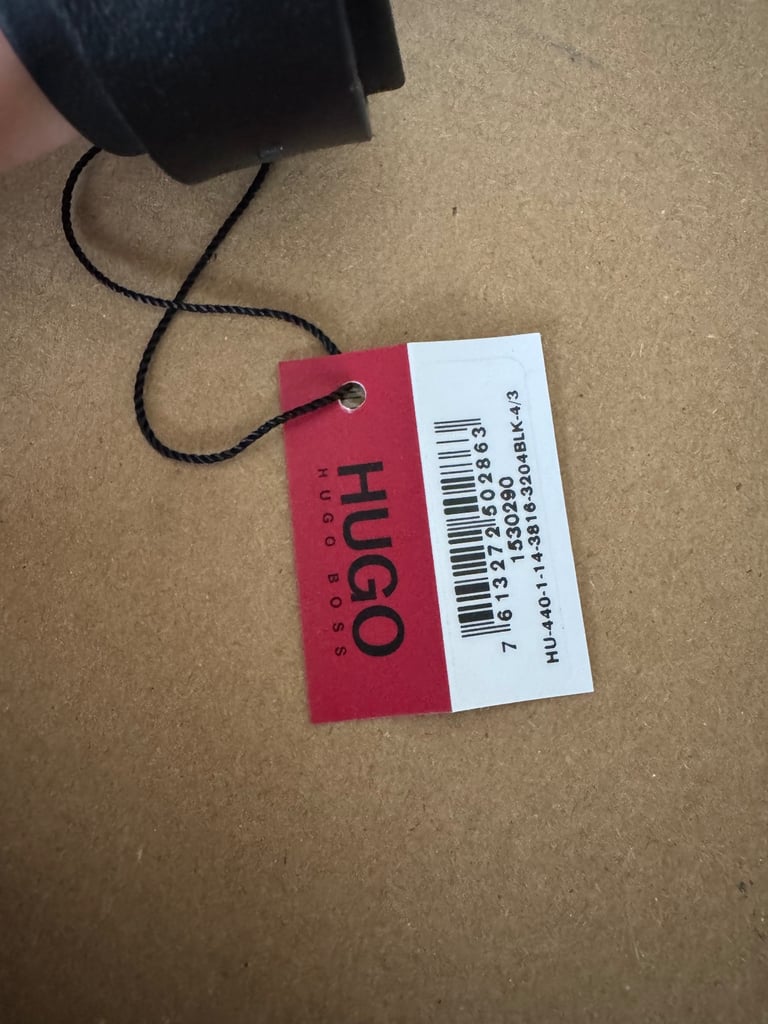 HUGO
HUGO BOSS
7 613272 502863
1530290
HU-440-1-14-3816-3204BLK-4/3